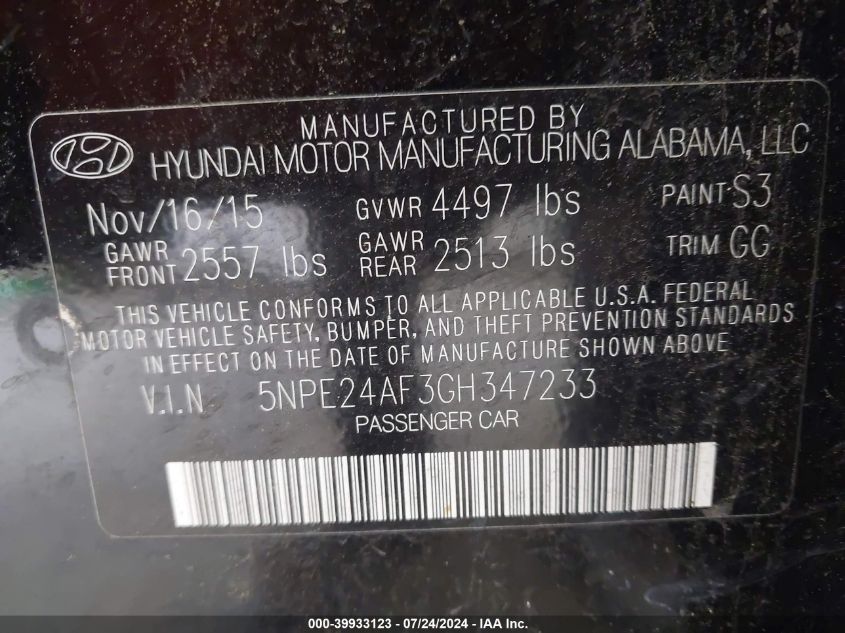 MANUFACTURED BY
HYUNDAI MOTOR MANUFACTURING ALABAMA, LLC
Nov/16/15 GVWR 4497 lbs PAINT S3
GAWR FRONT 2557 lbs GAWR REAR 2513 lbs TRIM GG
THIS VEHICLE CONFORMS TO ALL APPLICABLE U.S.A. FEDERAL
MOTOR VEHICLE SAFETY, BUMPER, AND THEFT PREVENTION STANDARDS
IN EFFECT ON THE DATE OF MANUFACTURE SHOWN ABOVE
V.I.N 5NPE24AF3GH347233
PASSENGER CAR
000-39933123 / 07/24/2024 - IAA Inc.